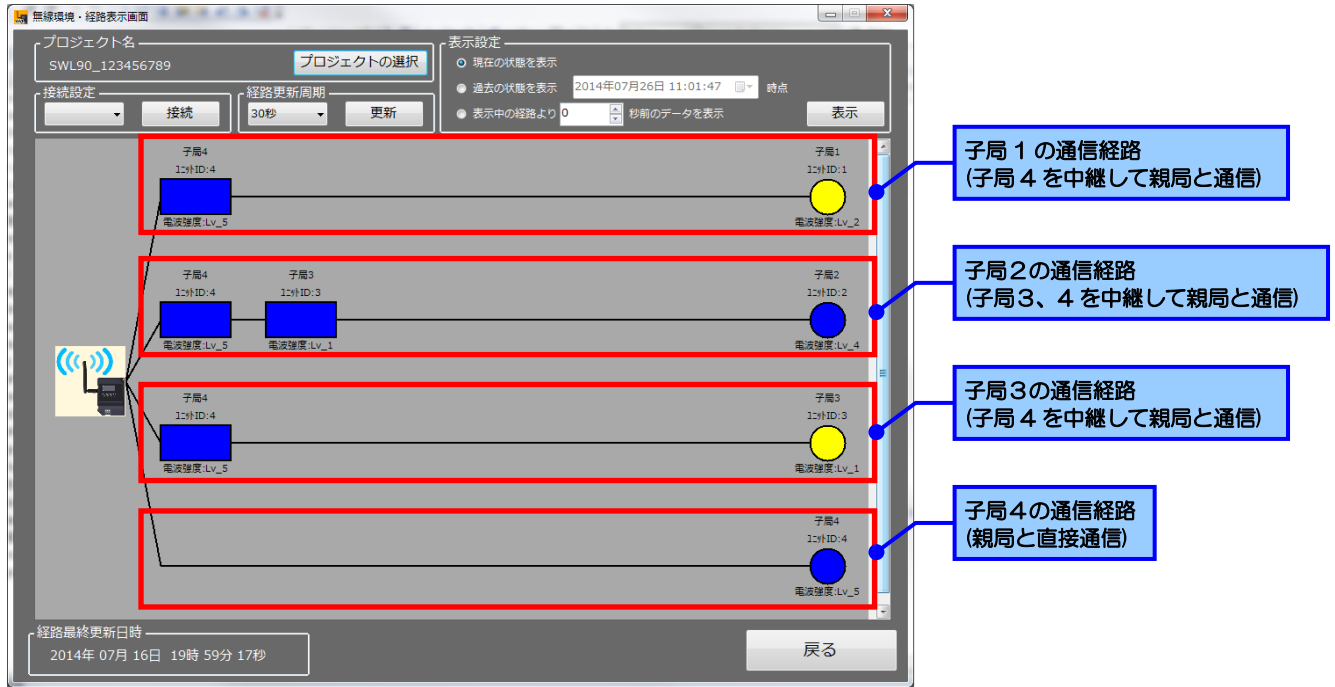 無線環境・経路表示画面
プロジェクト名
SWL90_123456789
プロジェクトの選択
接続設定
接続
経路更新周期
30秒
更新
表示設定
現在の状態を表示
過去の状態を表示 2014年07月26日 11:01:47 時点
表示中の経路より 0 秒前のデータを表示
表示
子局4
ﾕﾆｯﾄID:4
電波強度:Lv_5
子局1
ﾕﾆｯﾄID:1
電波強度:Lv_2
子局1の通信経路
(子局4を中継して親局と通信)
子局4
ﾕﾆｯﾄID:4
電波強度:Lv_5
子局3
ﾕﾆｯﾄID:3
電波強度:Lv_1
子局2
ﾕﾆｯﾄID:2
電波強度:Lv_4
子局2の通信経路
(子局3、4を中継して親局と通信)
子局4
ﾕﾆｯﾄID:4
電波強度:Lv_5
子局3
ﾕﾆｯﾄID:3
電波強度:Lv_1
子局3の通信経路
(子局4を中継して親局と通信)
子局4
ﾕﾆｯﾄID:4
電波強度:Lv_5
子局4の通信経路
(親局と直接通信)
経路最終更新日時
2014年 07月 16日 19時 59分 17秒
戻る